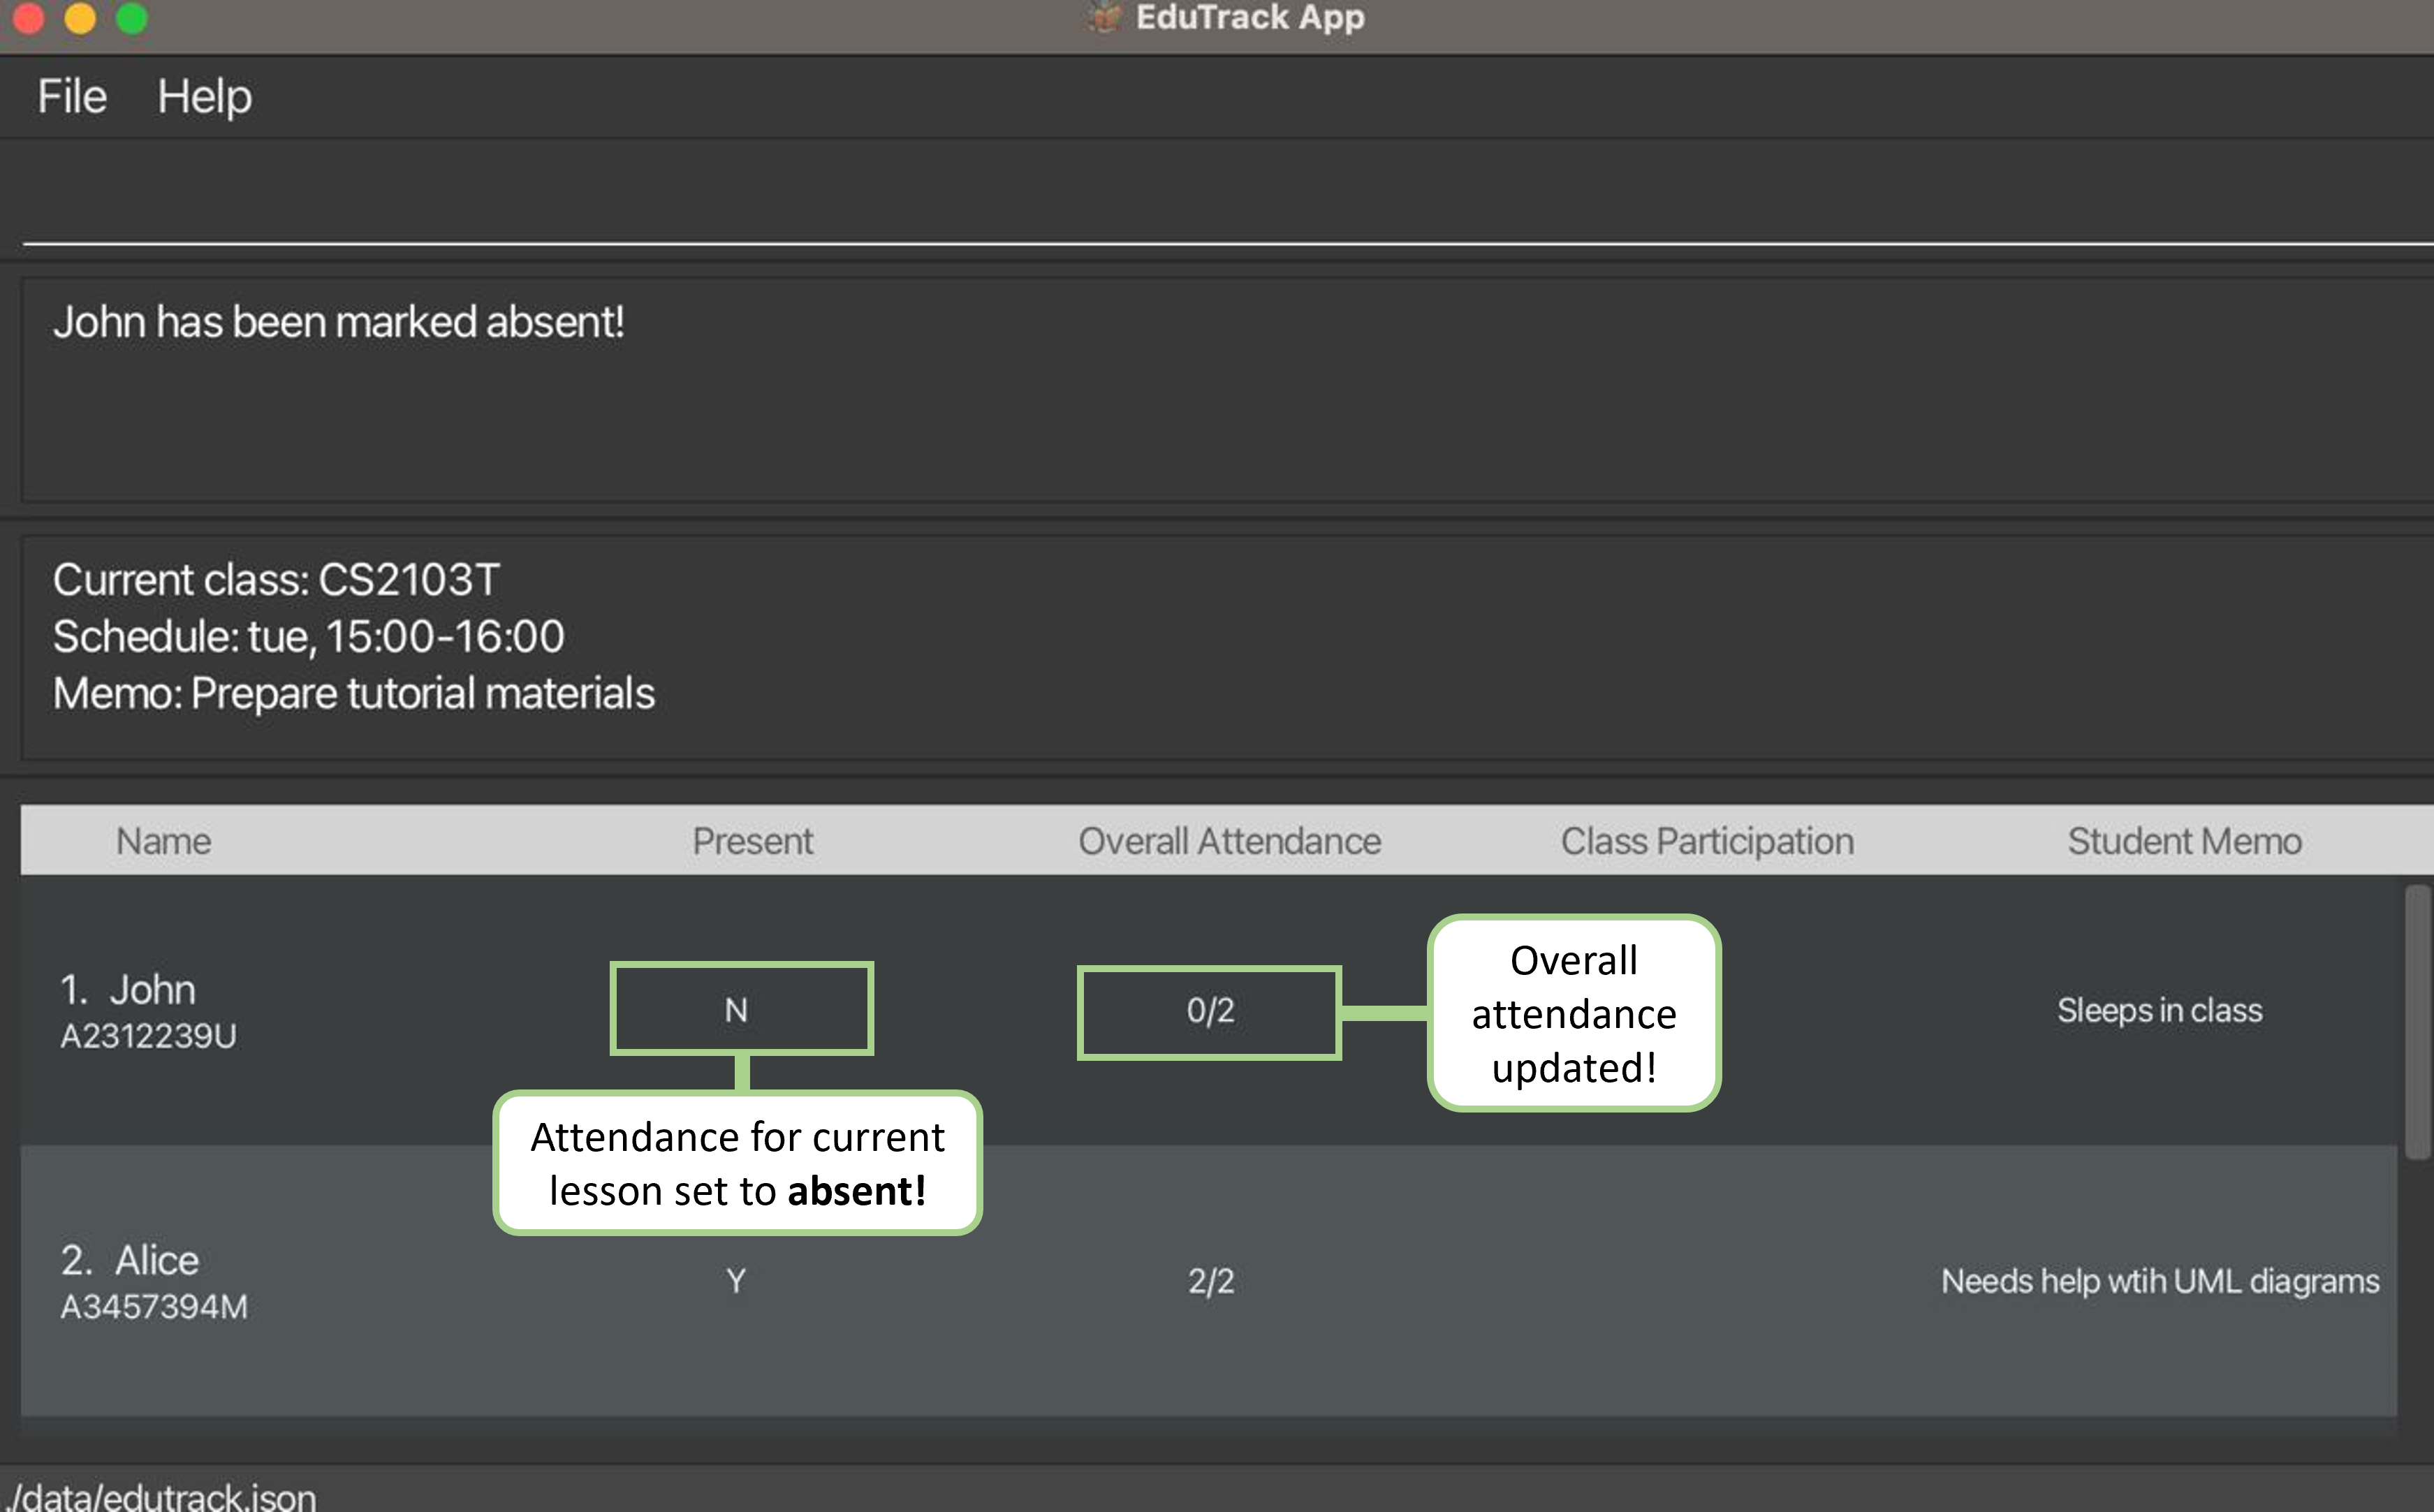 EduTrack App
File Help
John has been marked absent!
Current class: CS2103T
Schedule: tue, 15:00-16:00
Memo: Prepare tutorial materials
Name Present Overall Attendance Class Participation Student Memo
1. John
A2312239U
N
0/2
Overall
attendance
updated!
Sleeps in class
Attendance for current
lesson set to absent!
2. Alice
A3457394M
Y
2/2
Needs help wtih UML diagrams
./data/edutrack.json